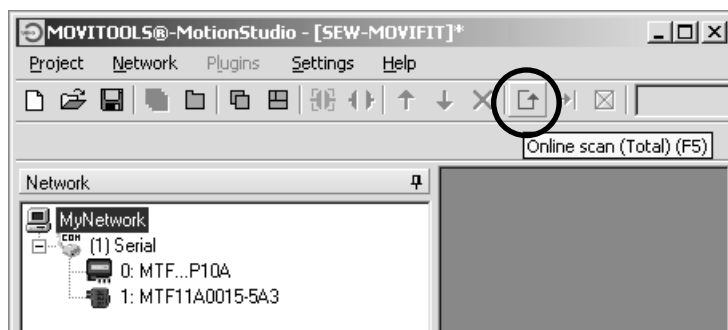 MOVITOOLS®-MotionStudio - [SEW-MOVIFIT]*
Project Network Plugins Settings Help
Online scan (Total) (F5)
Network
MyNetwork
COM
(1) Serial
0: MTF...P10A
1: MTF11A0015-5A3